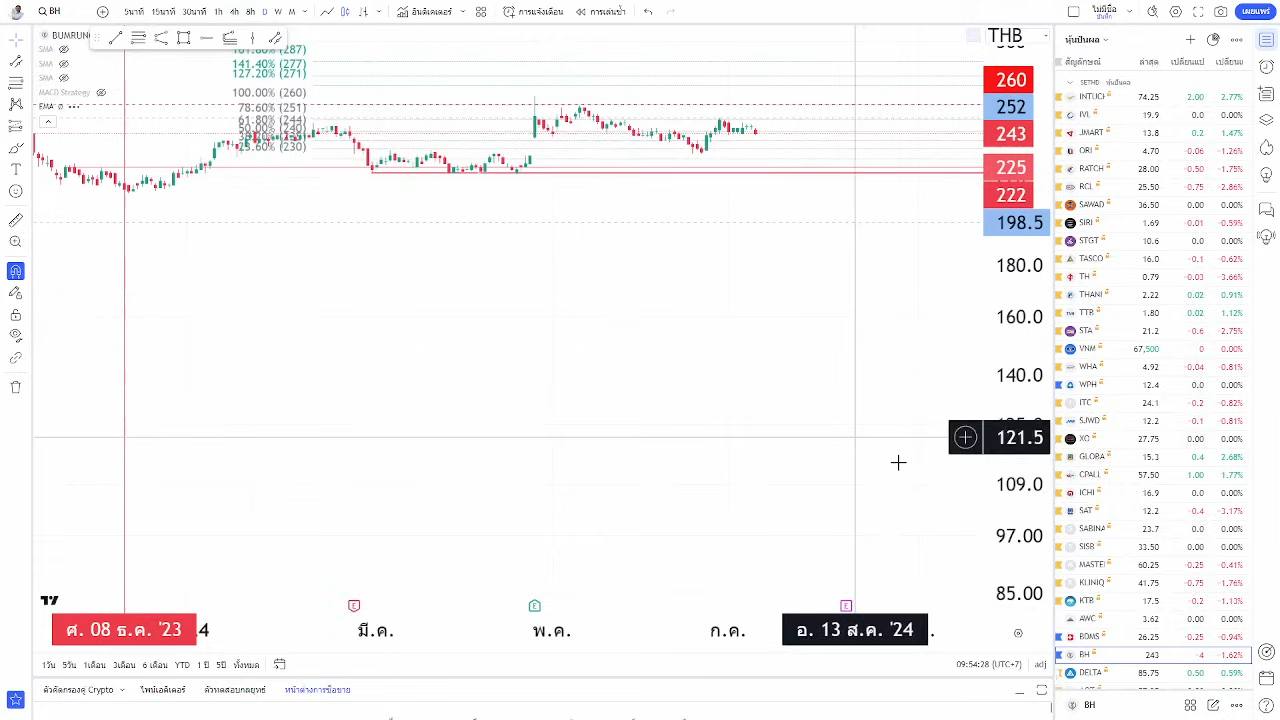 BH
1นาที 5นาที 1h 2h 4h 8h D W M
อินดิเคเตอร์
การแจ้งเตือน
การเล่นซ้ำ
ไม่มีชื่อ
บันทึก
เผยแพร่
BUMRUN
SMA
SMA
SMA
MACD Strategy
EMA
161.80% (287)
141.40% (277)
127.20% (271)
100.00% (260)
78.60% (251)
61.80% (244)
50.00% (240)
25.60% (230)
THB
260
252
243
225
222
198.5
180.0
160.0
140.0
121.5
109.0
97.00
85.00
ศ. 08 ธ.ค. '23
4
มี.ค.
พ.ค.
ก.ค.
อ. 13 ส.ค. '24
1วัน 5วัน 1เดือน 3เดือน 6 เดือน YTD 1 ปี 5ปี ทั้งหมด
09:54:28 (UTC+7)
adj
ตัวคัดกรองคู่ Crypto
ไพน์เอดิเตอร์
ตัวทดสอบกลยุทธ์
หน้าต่างการซื้อขาย
หุ้นปันผล
สัญลักษณ์ ล่าสุด เปลี่ยนแป เปลี่ยนแ
SETHD หุ้นปันผล
INTUCH 74.25 2.00 2.77%
IVL 19.9 0.0 0.00%
JMART 13.8 0.2 1.47%
ORI 4.70 -0.06 -1.26%
RATCH 28.00 -0.50 -1.75%
RCL 25.50 -0.75 -2.86%
SAWAD 36.50 0.00 0.00%
SIRI 1.69 -0.01 -0.59%
STGT 10.6 0.0 0.00%
TASCO 16.0 -0.1 -0.62%
TH 0.79 -0.03 -3.66%
THANI 2.22 0.02 0.91%
TTB 1.80 0.02 1.12%
STA 21.2 -0.6 -2.75%
VNM 67,500 0 0.00%
WHA 4.92 -0.04 -0.81%
WPH 12.4 0.0 0.00%
ITC 24.1 -0.2 -0.82%
SJWD 12.2 -0.1 -0.81%
XO 27.75 0.00 0.00%
GLOBA 15.3 0.4 2.68%
CPALL 57.50 1.00 1.77%
ICHI 16.9 0.0 0.00%
SAT 12.2 -0.4 -3.17%
SABINA 23.7 0.0 0.00%
SISB 33.50 0.00 0.00%
MASTE 60.25 -0.25 -0.41%
KLINIQ 41.75 -0.75 -1.76%
KTB 17.5 -0.2 -1.13%
AWC 3.62 0.00 0.00%
BDMS 26.25 -0.25 -0.94%
BH 243 -4 -1.62%
DELTA 85.75 0.50 0.59%
BH